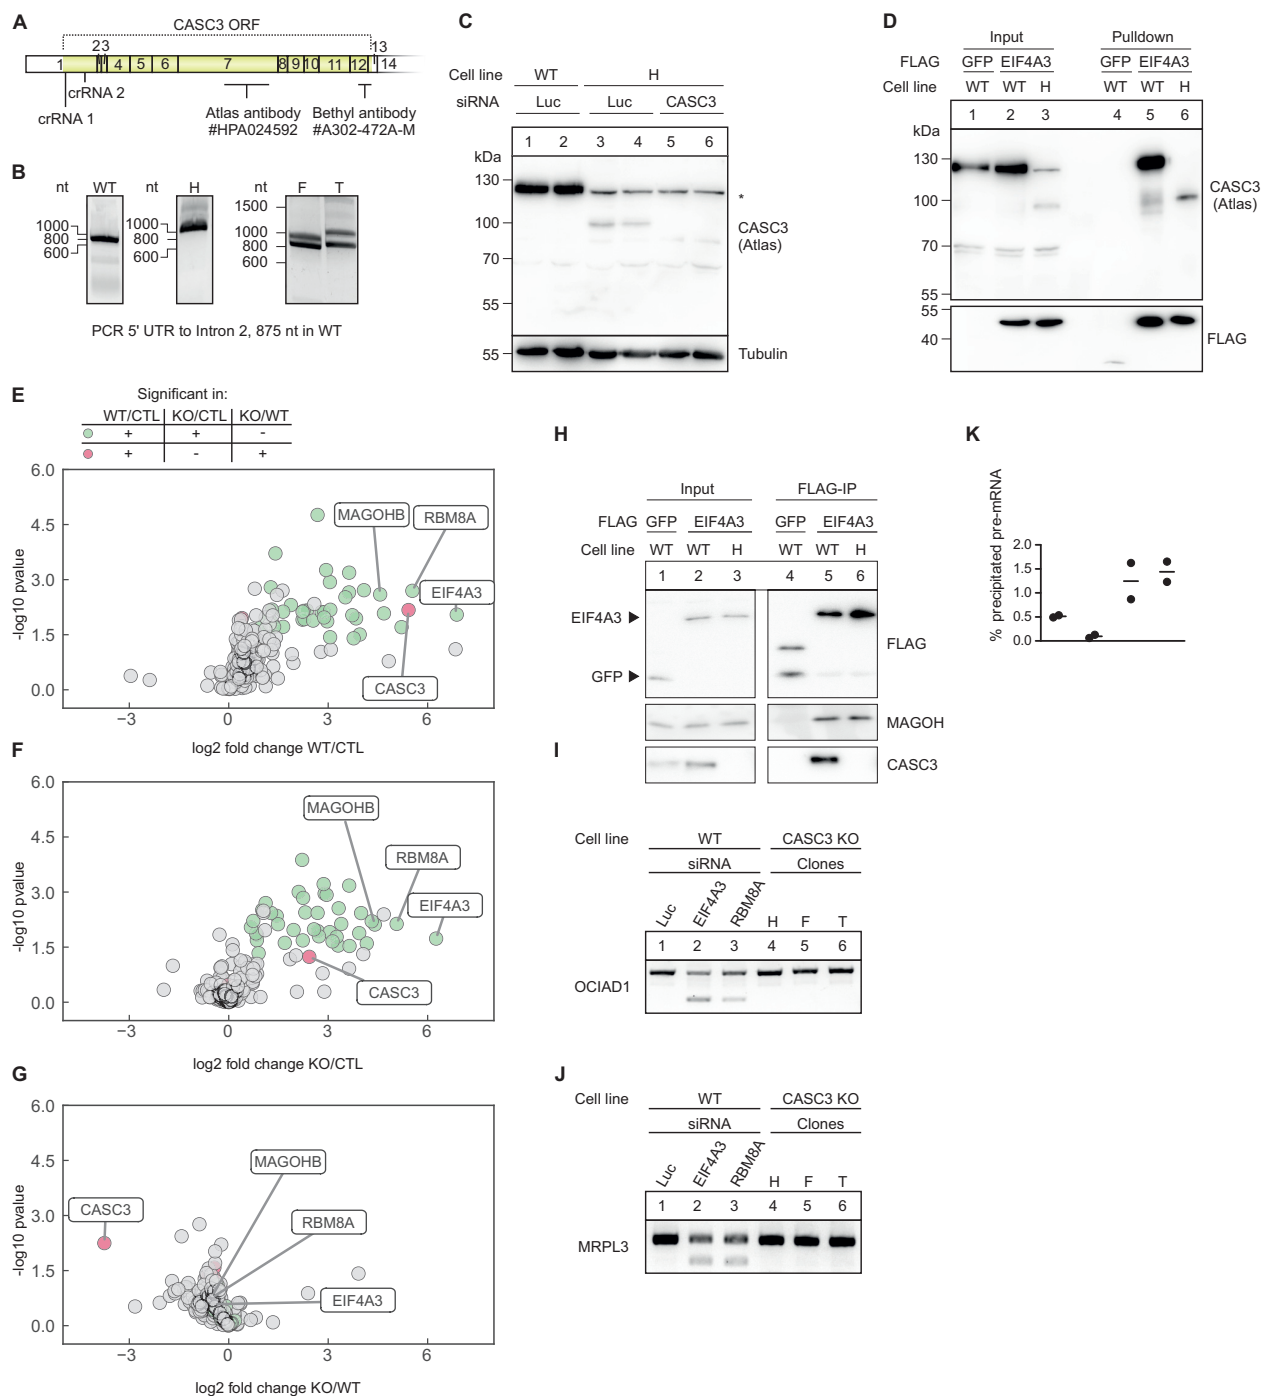 A
CASC3 ORF
1
2
3
4
5
6
7
8
9
10
11
12
13
14
crRNA 2
crRNA 1
Atlas antibody
#HPA024592
Bethyl antibody
#A302-472A-M
B
nt WT nt H nt F T
1000
800
600
1000
800
600
1500
1000
800
600
PCR 5' UTR to Intron 2, 875 nt in WT
C
Cell line WT H
siRNA Luc Luc CASC3
1 2 3 4 5 6
kDa
130
100
70
55
55
*
CASC3
(Atlas)
Tubulin
D
Input Pulldown
FLAG GFP EIF4A3 GFP EIF4A3
Cell line WT WT H WT WT H
1 2 3 4 5 6
kDa
130
100
70
55
55
40
CASC3
(Atlas)
FLAG
E
Significant in:
WT/CTL KO/CTL KO/WT
+ + -
+ - +
6.0
4.5
3.0
1.5
0.0
-log10 pvalue
MAGOHB
RBM8A
EIF4A3
CASC3
−3 0 3 6
log2 fold change WT/CTL
F
6.0
4.5
3.0
1.5
0.0
-log10 pvalue
MAGOHB
RBM8A
EIF4A3
CASC3
−3 0 3 6
log2 fold change KO/CTL
G
6.0
4.5
3.0
1.5
0.0
-log10 pvalue
MAGOHB
CASC3
RBM8A
EIF4A3
−3 0 3 6
log2 fold change KO/WT
H
Input FLAG-IP
FLAG GFP EIF4A3 GFP EIF4A3
Cell line WT WT H WT WT H
1 2 3 4 5 6
EIF4A3
GFP
FLAG
MAGOH
CASC3
I
Cell line WT CASC3 KO
siRNA Clones
Luc EIF4A3 RBM8A H F T
1 2 3 4 5 6
OCIAD1
J
Cell line WT CASC3 KO
siRNA Clones
Luc EIF4A3 RBM8A H F T
1 2 3 4 5 6
MRPL3
K
% precipitated pre-mRNA
2.0
1.5
1.0
0.5
0.0